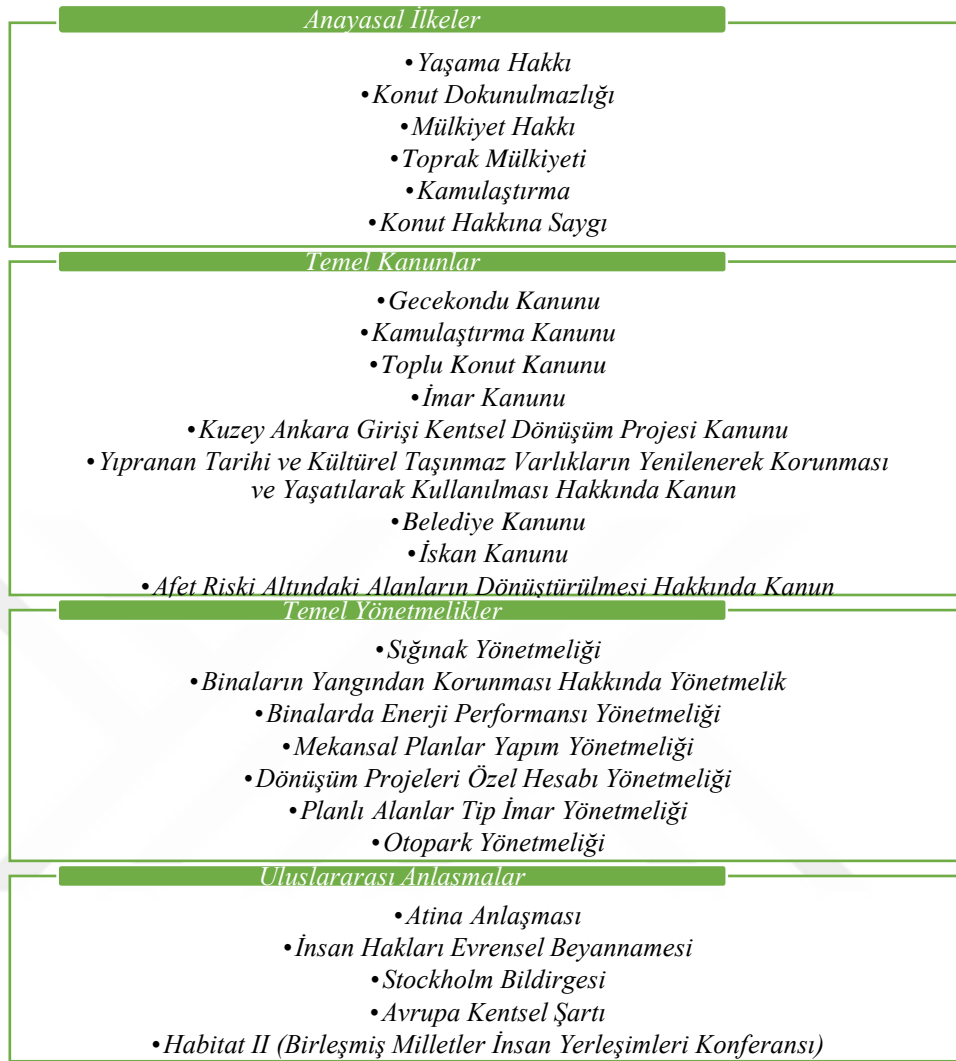 Anayasal İlkeler
•Yaşama Hakkı
•Konut Dokunulmazlığı
•Mülkiyet Hakkı
•Toprak Mülkiyeti
•Kamulaştırma
•Konut Hakkına Saygı
Temel Kanunlar
•Gecekondu Kanunu
•Kamulaştırma Kanunu
•Toplu Konut Kanunu
•İmar Kanunu
•Kuzey Ankara Girişi Kentsel Dönüşüm Projesi Kanunu
•Yıpranan Tarihi ve Kültürel Taşınmaz Varlıkların Yenilenerek Korunması
ve Yaşatılarak Kullanılması Hakkında Kanun
•Belediye Kanunu
•İskan Kanunu
•Afet Riski Altındaki Alanların Dönüştürülmesi Hakkında Kanun
Temel Yönetmelikler
•Sığınak Yönetmeliği
•Binaların Yangından Korunması Hakkında Yönetmelik
•Binalarda Enerji Performansı Yönetmeliği
•Mekansal Planlar Yapım Yönetmeliği
•Dönüşüm Projeleri Özel Hesabı Yönetmeliği
•Planlı Alanlar Tip İmar Yönetmeliği
•Otopark Yönetmeliği
Uluslararası Anlaşmalar
•Atina Anlaşması
•İnsan Hakları Evrensel Beyannamesi
•Stockholm Bildirgesi
•Avrupa Kentsel Şartı
•Habitat II (Birleşmiş Milletler İnsan Yerleşimleri Konferansı)